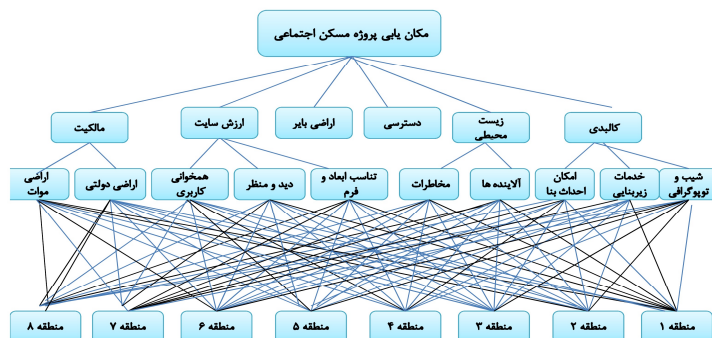 مکان یابی پروژه مسکن اجتماعی
کالبدی
زیست
محیطی
دسترسی
اراضی بایر
ارزش سایت
مالکیت
شیب و
توپوگرافی
خدمات
زیربنایی
امکان
احداث بنا
آلاینده ها
مخاطرات
تناسب ابعاد و
فرم
دید و منظر
همخوانی
کاربری
اراضی دولتی
اراضی
موات
منطقه ۱
منطقه ۲
منطقه ۳
منطقه ۴
منطقه ۵
منطقه ۶
منطقه ۷
منطقه ۸